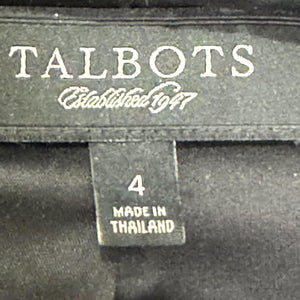 TALBOTS
Established 1947
4
MADE IN
THAILAND